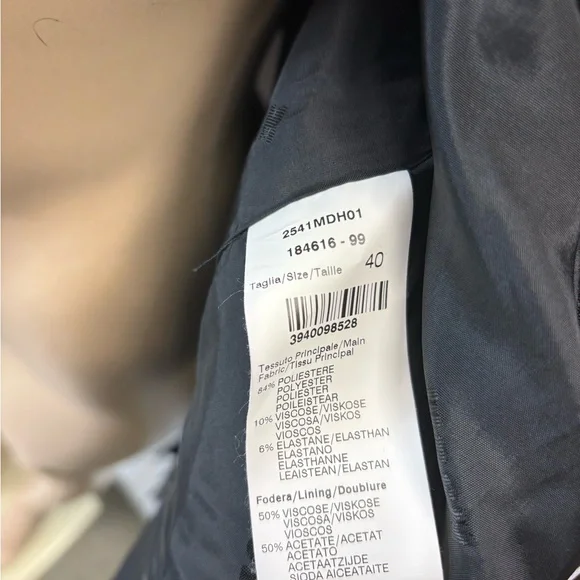 2541MDH01
184616 - 99
Taglia/Size/Taille 40
3940098528
Tessuto Principale/Main
Fabric/Tissu Principal
84% POLIESTERE
POLYESTER
POLIESTER
POILEISTEAR
10% VISCOSE/VISKOSE
VISCOSA/VISKOS
VIOSCOS
6% ELASTANE/ELASTHAN
ELASTANO
ELASTHANNE
LEAISTEAN/ELASTAN
Fodera/Lining/Doublure
50% VISCOSE/VISKOSE
VISCOSA/VISKOS
VIOSCOS
50% ACETATE/ACETAT
ACETATO
ACETAATZIJDE
SIODA AICEATAITE